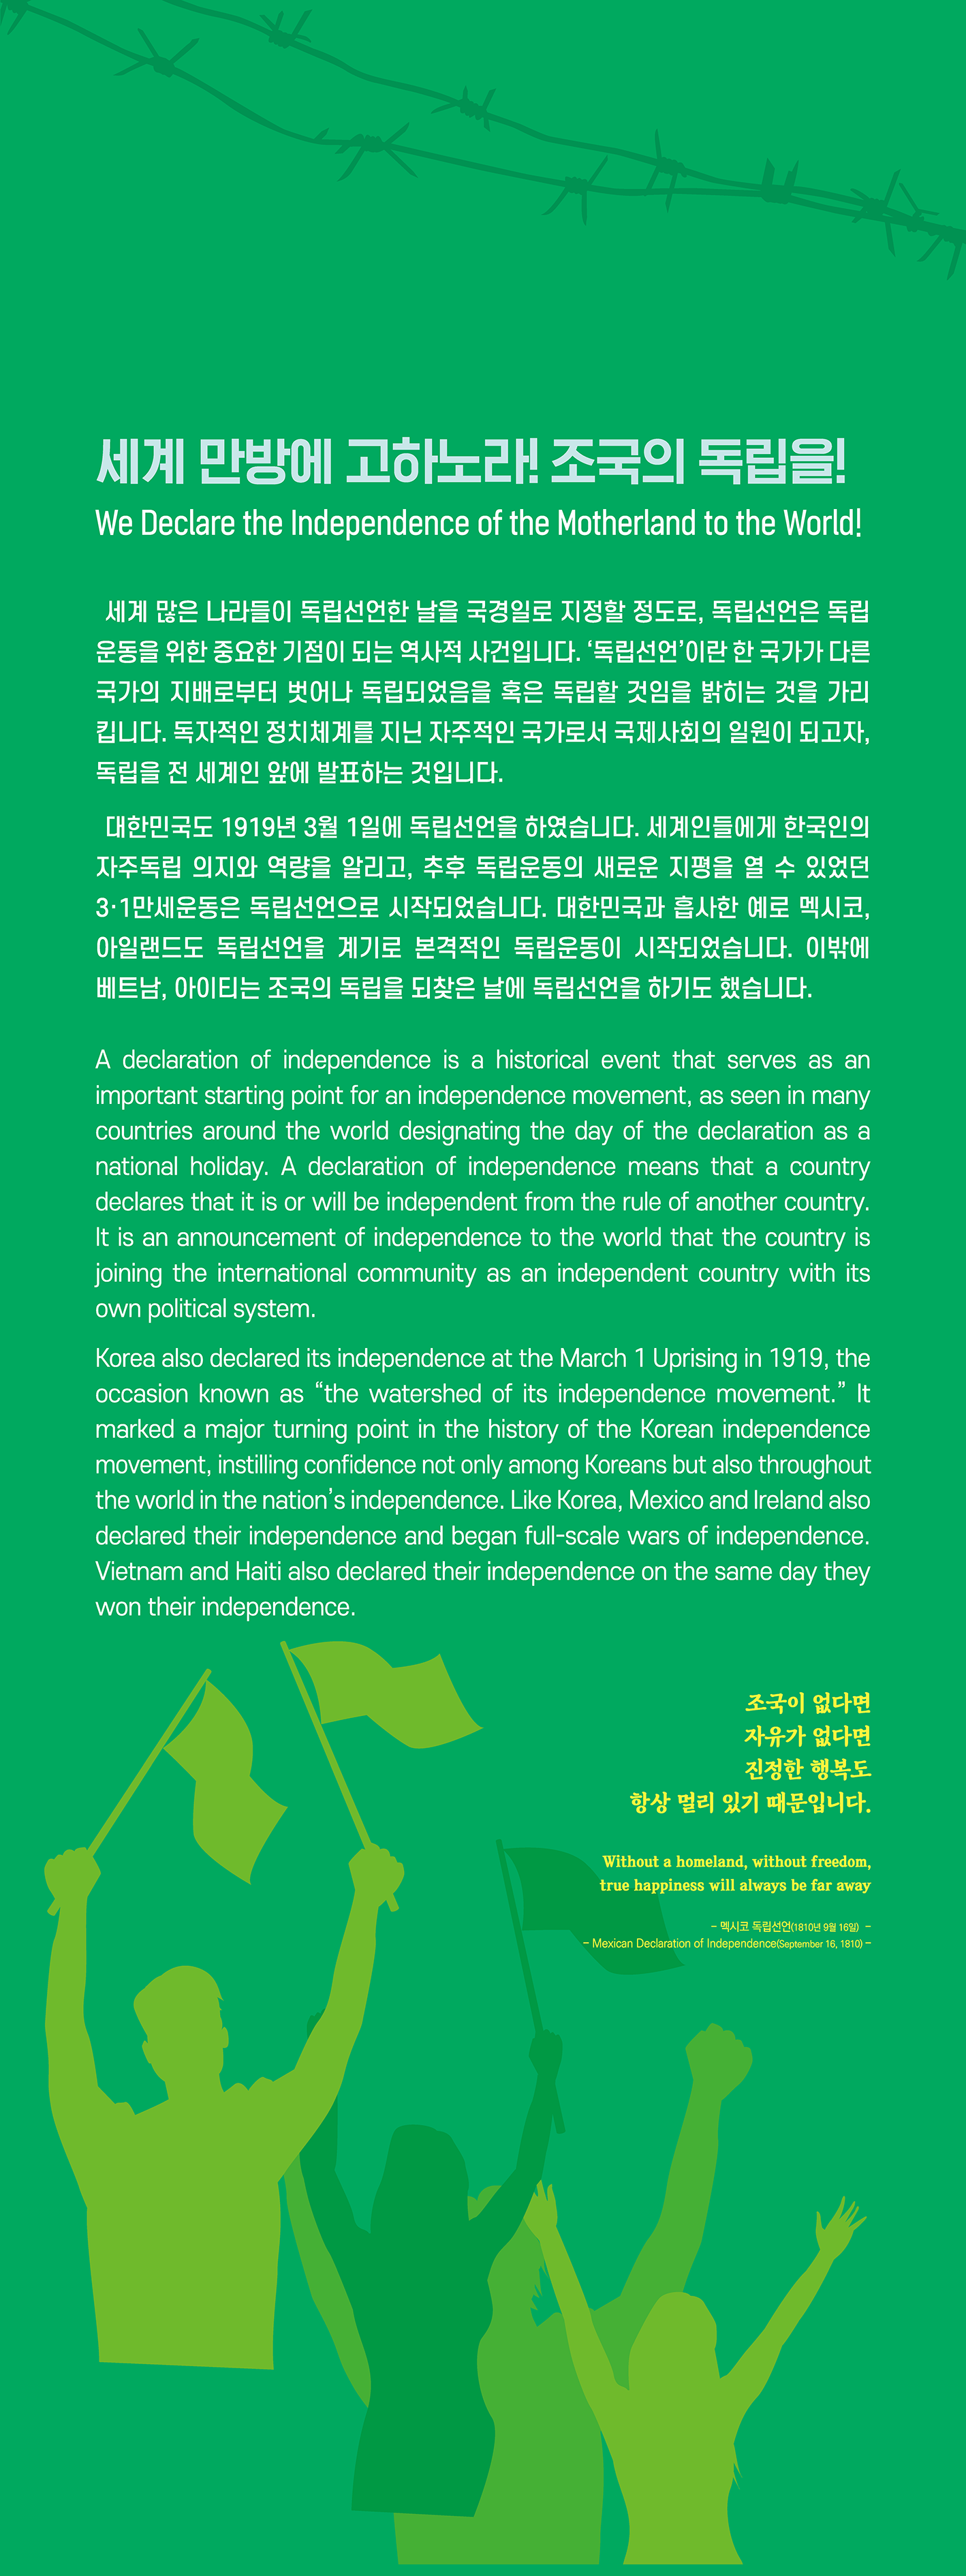 세계 만방에 고하노라! 조국의 독립을!
We Declare the Independence of the Motherland to the World!
세계 많은 나라들이 독립선언한 날을 국경일로 지정할 정도로, 독립선언은 독립
운동을 위한 중요한 기점이 되는 역사적 사건입니다. ‘독립선언’이란 한 국가가 다른
국가의 지배로부터 벗어나 독립되었음을 혹은 독립할 것임을 밝히는 것을 가리
킵니다. 독자적인 정치체계를 지닌 자주적인 국가로서 국제사회의 일원이 되고자,
독립을 전 세계인 앞에 발표하는 것입니다.
대한민국도 1919년 3월 1일에 독립선언을 하였습니다. 세계인들에게 한국인의
자주독립 의지와 역량을 알리고, 추후 독립운동의 새로운 지평을 열 수 있었던
3·1만세운동은 독립선언으로 시작되었습니다. 대한민국과 흡사한 예로 멕시코,
아일랜드도 독립선언을 계기로 본격적인 독립운동이 시작되었습니다. 이밖에
베트남, 아이티는 조국의 독립을 되찾은 날에 독립선언을 하기도 했습니다.
A declaration of independence is a historical event that serves as an
important starting point for an independence movement, as seen in many
countries around the world designating the day of the declaration as a
national holiday. A declaration of independence means that a country
declares that it is or will be independent from the rule of another country.
It is an announcement of independence to the world that the country is
joining the international community as an independent country with its
own political system.
Korea also declared its independence at the March 1 Uprising in 1919, the
occasion known as “the watershed of its independence movement.” It
marked a major turning point in the history of the Korean independence
movement, instilling confidence not only among Koreans but also throughout
the world in the nation’s independence. Like Korea, Mexico and Ireland also
declared their independence and began full-scale wars of independence.
Vietnam and Haiti also declared their independence on the same day they
won their independence.
조국이 없다면
자유가 없다면
진정한 행복도
항상 멀리 있기 때문입니다.
Without a homeland, without freedom,
true happiness will always be far away
– 멕시코 독립선언(1810년 9월 16일) –
– Mexican Declaration of Independence(September 16, 1810) –